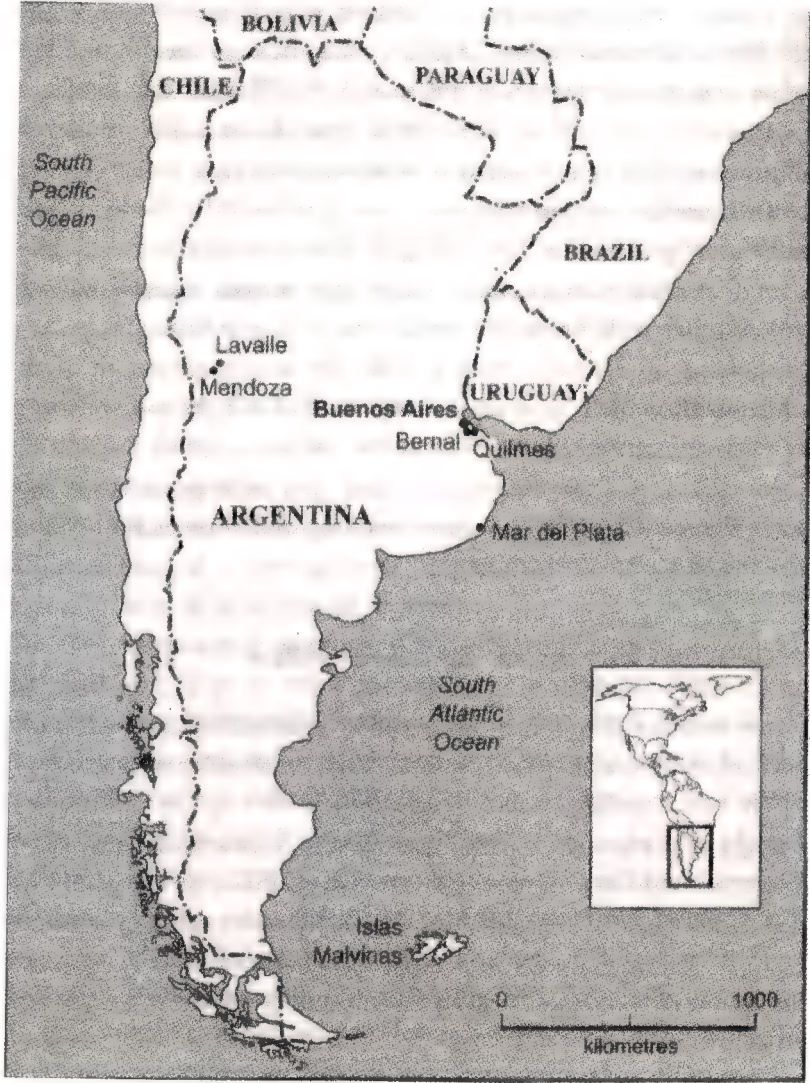 BOLIVIA
CHILE
PARAGUAY
South
Pacific
Ocean
BRAZIL
Lavalle
Mendoza
URUGUAY
Buenos Aires
Bernal
Quilmes
ARGENTINA
Mar del Plata
South
Atlantic
Ocean
Islas
Malvinas
0
1000
kilometres